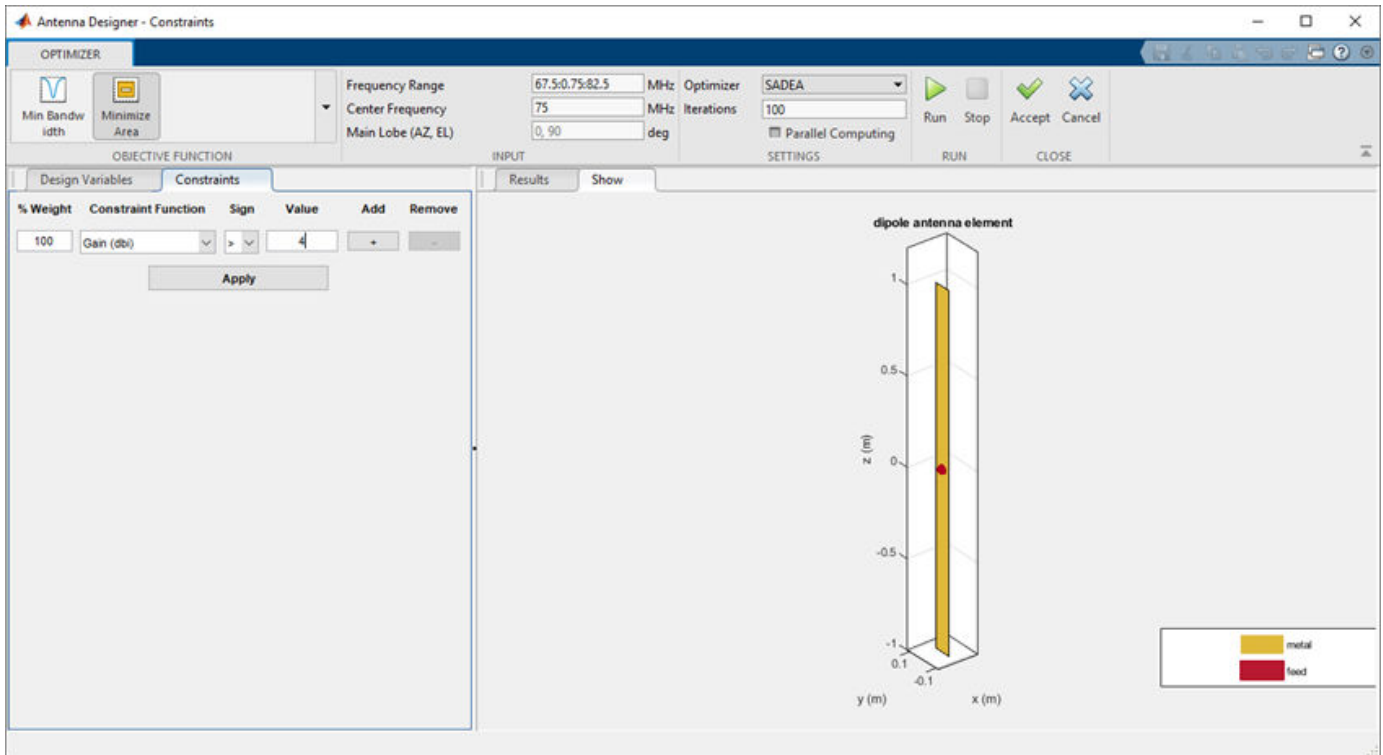 Antenna Designer - Constraints
OPTIMIZER
Min Bandw
idth
Minimize
Area
OBJECTIVE FUNCTION
Frequency Range 67.5:0.75:82.5 MHz
Center Frequency 75 MHz
Main Lobe (AZ, EL) 0, 90 deg
INPUT
Optimizer SADEA
Iterations 100
Parallel Computing
SETTINGS
Run Stop
RUN
Accept Cancel
CLOSE
Design Variables Constraints
% Weight Constraint Function Sign Value Add Remove
100 Gain (dbi) > 4 + -
Apply
Results Show
dipole antenna element
1
0.5
z (m)
0
-0.5
-1
0.1
-0.1
y (m) x (m)
metal
feed